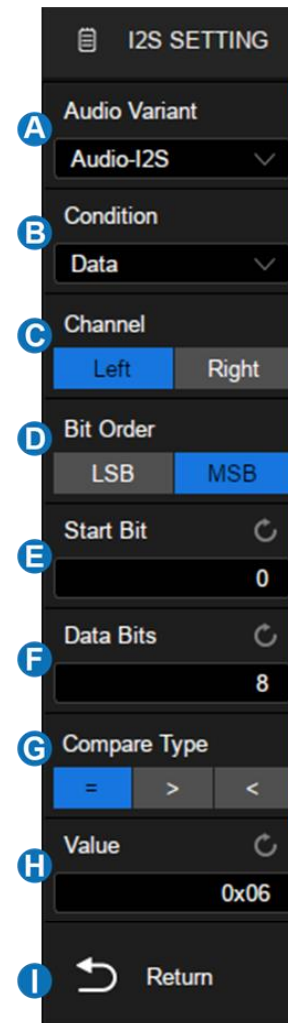 I2S SETTING
A
Audio Variant
Audio-I2S
B
Condition
Data
C
Channel
Left Right
D
Bit Order
LSB MSB
E
Start Bit
0
F
Data Bits
8
G
Compare Type
= > <
H
Value
0x06
I
Return